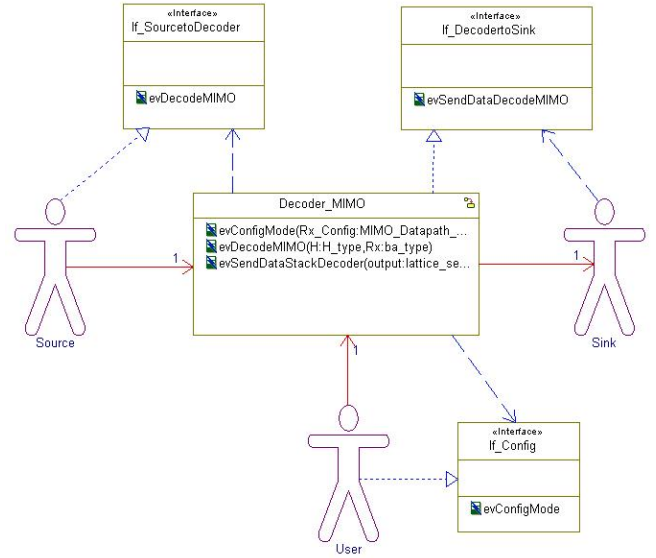 «Interface»
If_SourcetoDecoder
evDecodeMIMO
«Interface»
If_DecodertoSink
evSendDataDecodeMIMO
Decoder_MIMO
evConfigMode(Rx_Config:MIMO_Datapath_...
evDecodeMIMO(H:H_type,Rx:ba_type)
evSendDataStackDecoder(output:lattice_se...
1
1
Source
Sink
1
«Interface»
If_Config
evConfigMode
User